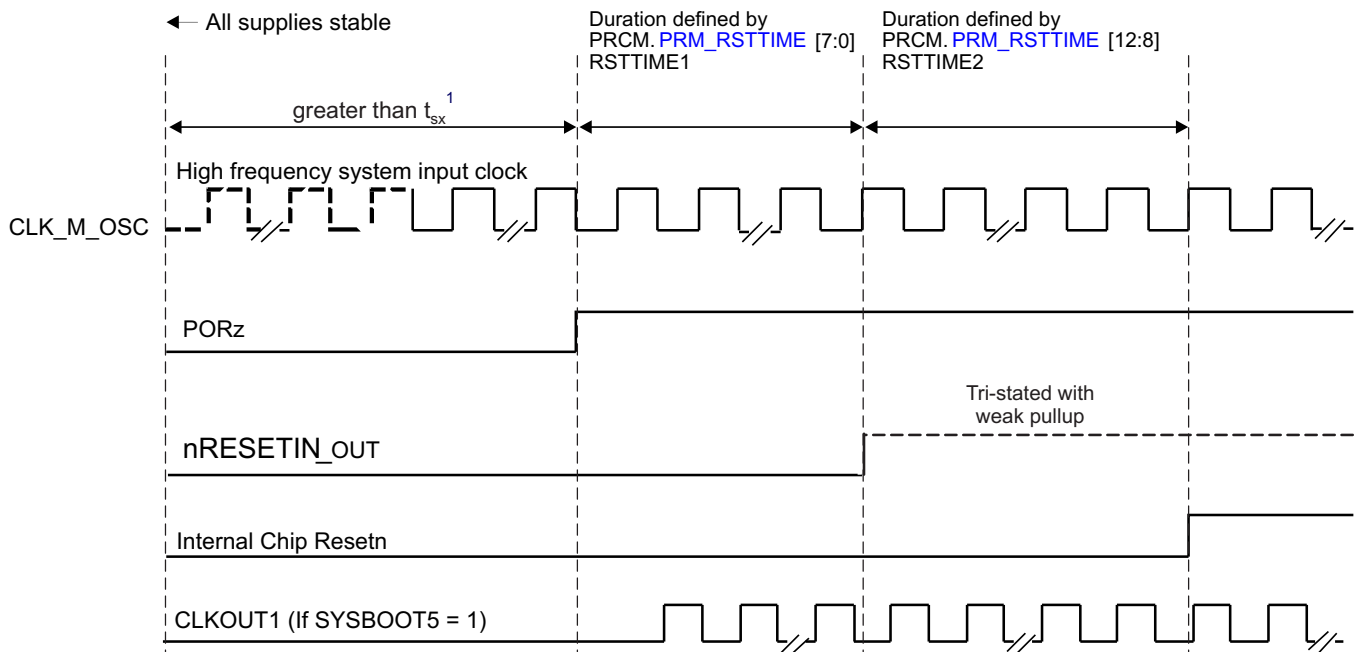 ← All supplies stable
Duration defined by
PRCM. PRM_RSTTIME [7:0]
RSTTIME1
Duration defined by
PRCM. PRM_RSTTIME [12:8]
RSTTIME2
greater than tsx1
High frequency system input clock
CLK_M_OSC
PORz
Tri-stated with
weak pullup
nRESETIN_OUT
Internal Chip Resetn
CLKOUT1 (If SYSBOOT5 = 1)